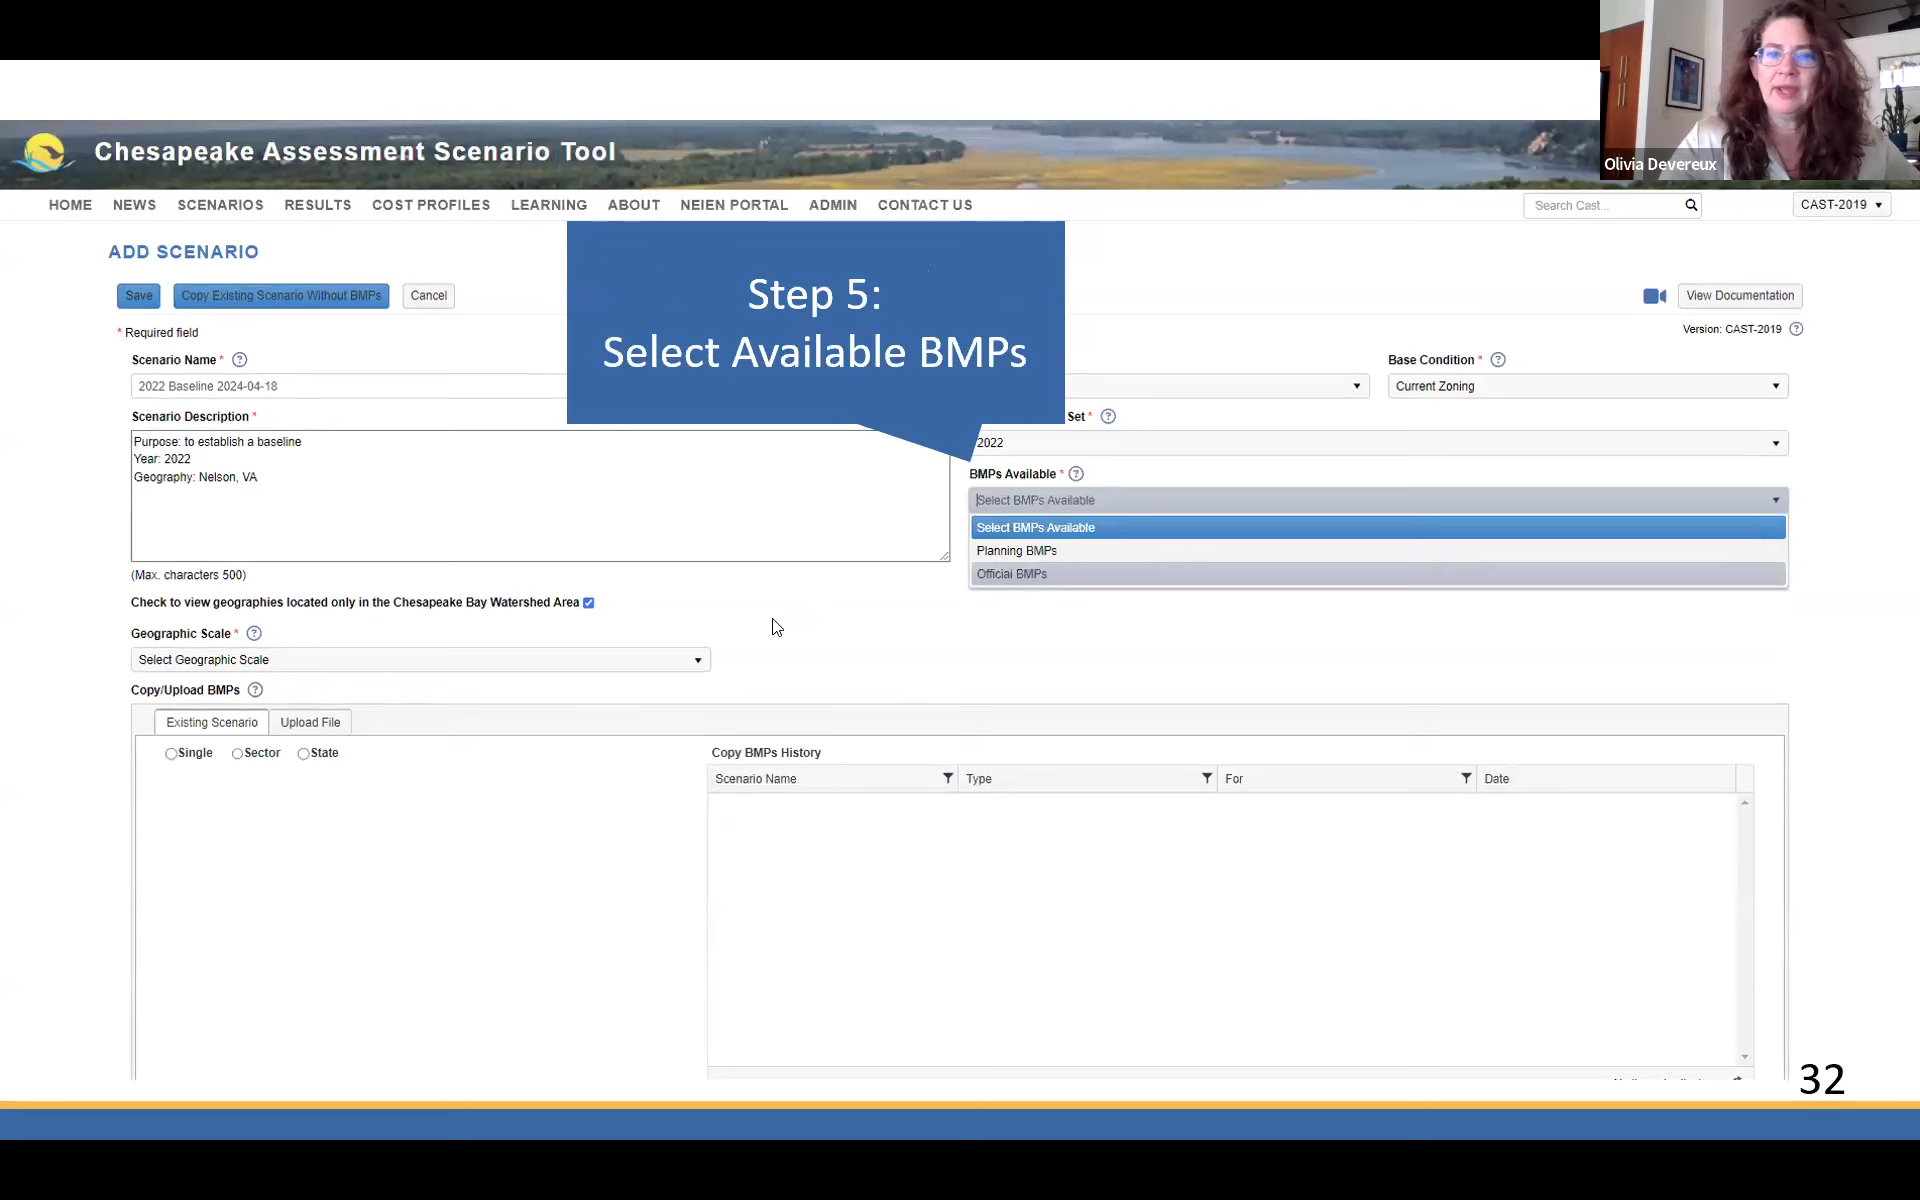 Olivia Devereux
Chesapeake Assessment Scenario Tool
HOME NEWS SCENARIOS RESULTS COST PROFILES LEARNING ABOUT NEIEN PORTAL ADMIN CONTACT US
Search Cast...
CAST-2019
ADD SCENARIO
Step 5:
Select Available BMPs
Save
Copy Existing Scenario Without BMPs
Cancel
View Documentation
* Required field
Version: CAST-2019 ?
Scenario Name * ?
Base Condition * ?
2022 Baseline 2024-04-18
Current Zoning
Scenario Description *
Set * ?
Purpose: to establish a baseline
Year: 2022
Geography: Nelson, VA
2022
BMPs Available * ?
Select BMPs Available
Select BMPs Available
Planning BMPs
Official BMPs
(Max. characters 500)
Check to view geographies located only in the Chesapeake Bay Watershed Area
Geographic Scale * ?
Select Geographic Scale
Copy/Upload BMPs ?
Existing Scenario
Upload File
Single Sector State
Copy BMPs History
Scenario Name Type For Date
32